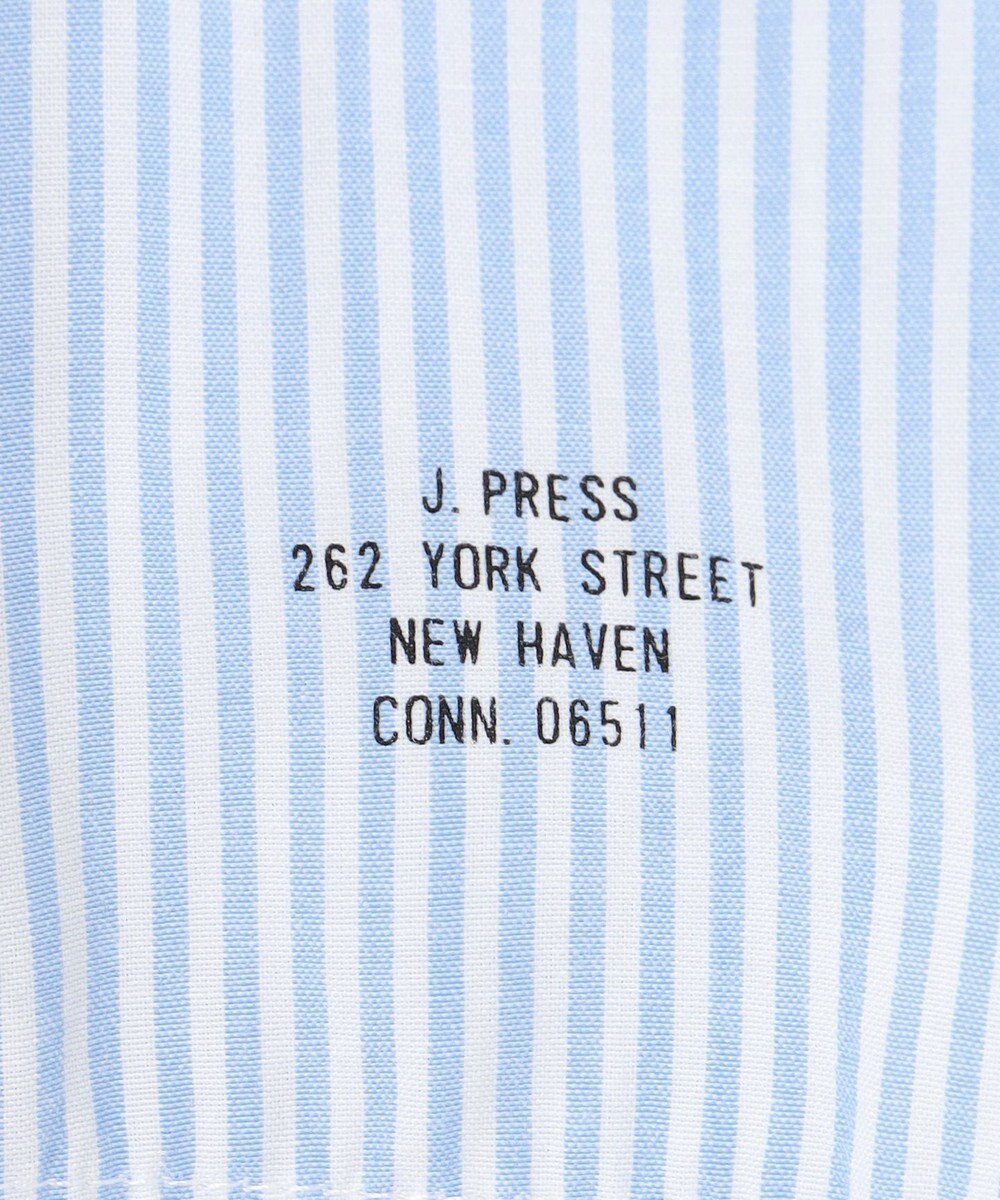 J. PRESS
262 YORK STREET
NEW HAVEN
CONN. 06511